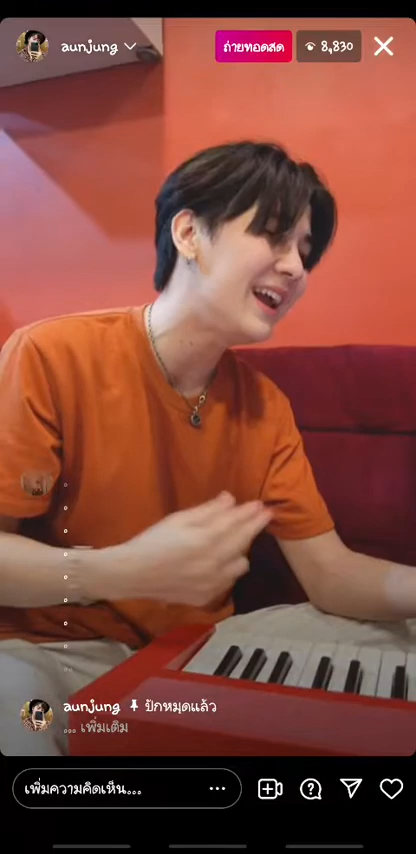 aunjung
ถ่ายทอดสด
8,830
aunjung ปักหมุดแล้ว
... เพิ่มเติม
เพิ่มความคิดเห็น...